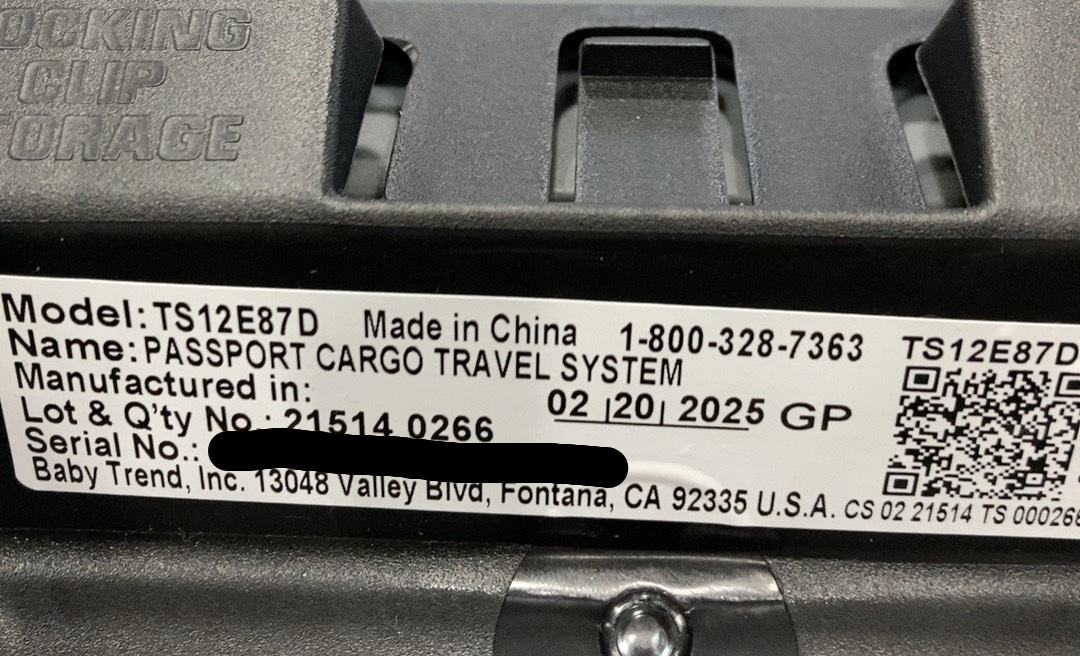 OCKING
CLIP
TORAGE
Model: TS12E87D Made in China 1-800-328-7363 TS12E87D
Name: PASSPORT CARGO TRAVEL SYSTEM
Manufactured in: 02 |20| 2025 GP
Lot & Q'ty No.: 21514 0266
Serial No.:
Baby Trend, Inc. 13048 Valley Blvd, Fontana, CA 92335 U.S.A. CS 02 21514 TS 000266